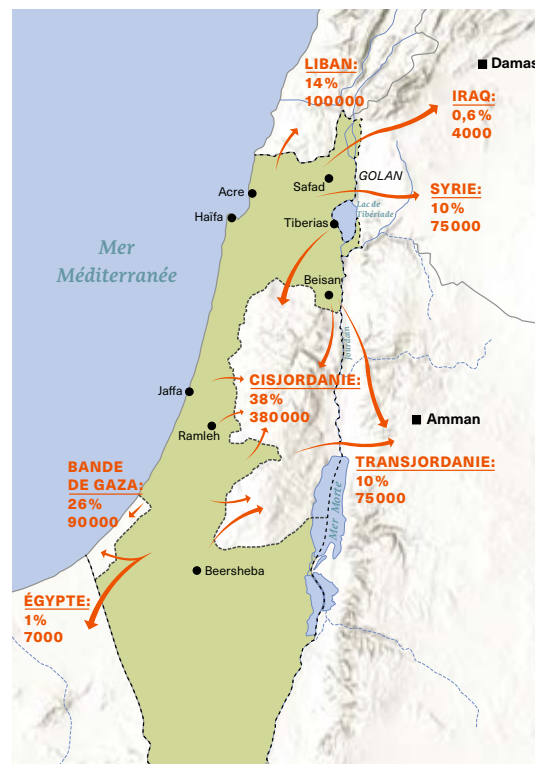 LIBAN:
14%
100000
Damas
IRAQ:
0,6%
4000
GOLAN
Safad
SYRIE:
10%
75000
Acre
Haïfa
Lac de
Tibériade
Tiberias
Mer
Méditerranée
Beisan
Jourdain
CISJORDANIE:
38%
380000
Jaffa
Ramleh
Amman
TRANSJORDANIE:
10%
75000
BANDE
DE GAZA:
26%
90000
Mer Morte
Beersheba
ÉGYPTE:
1%
7000